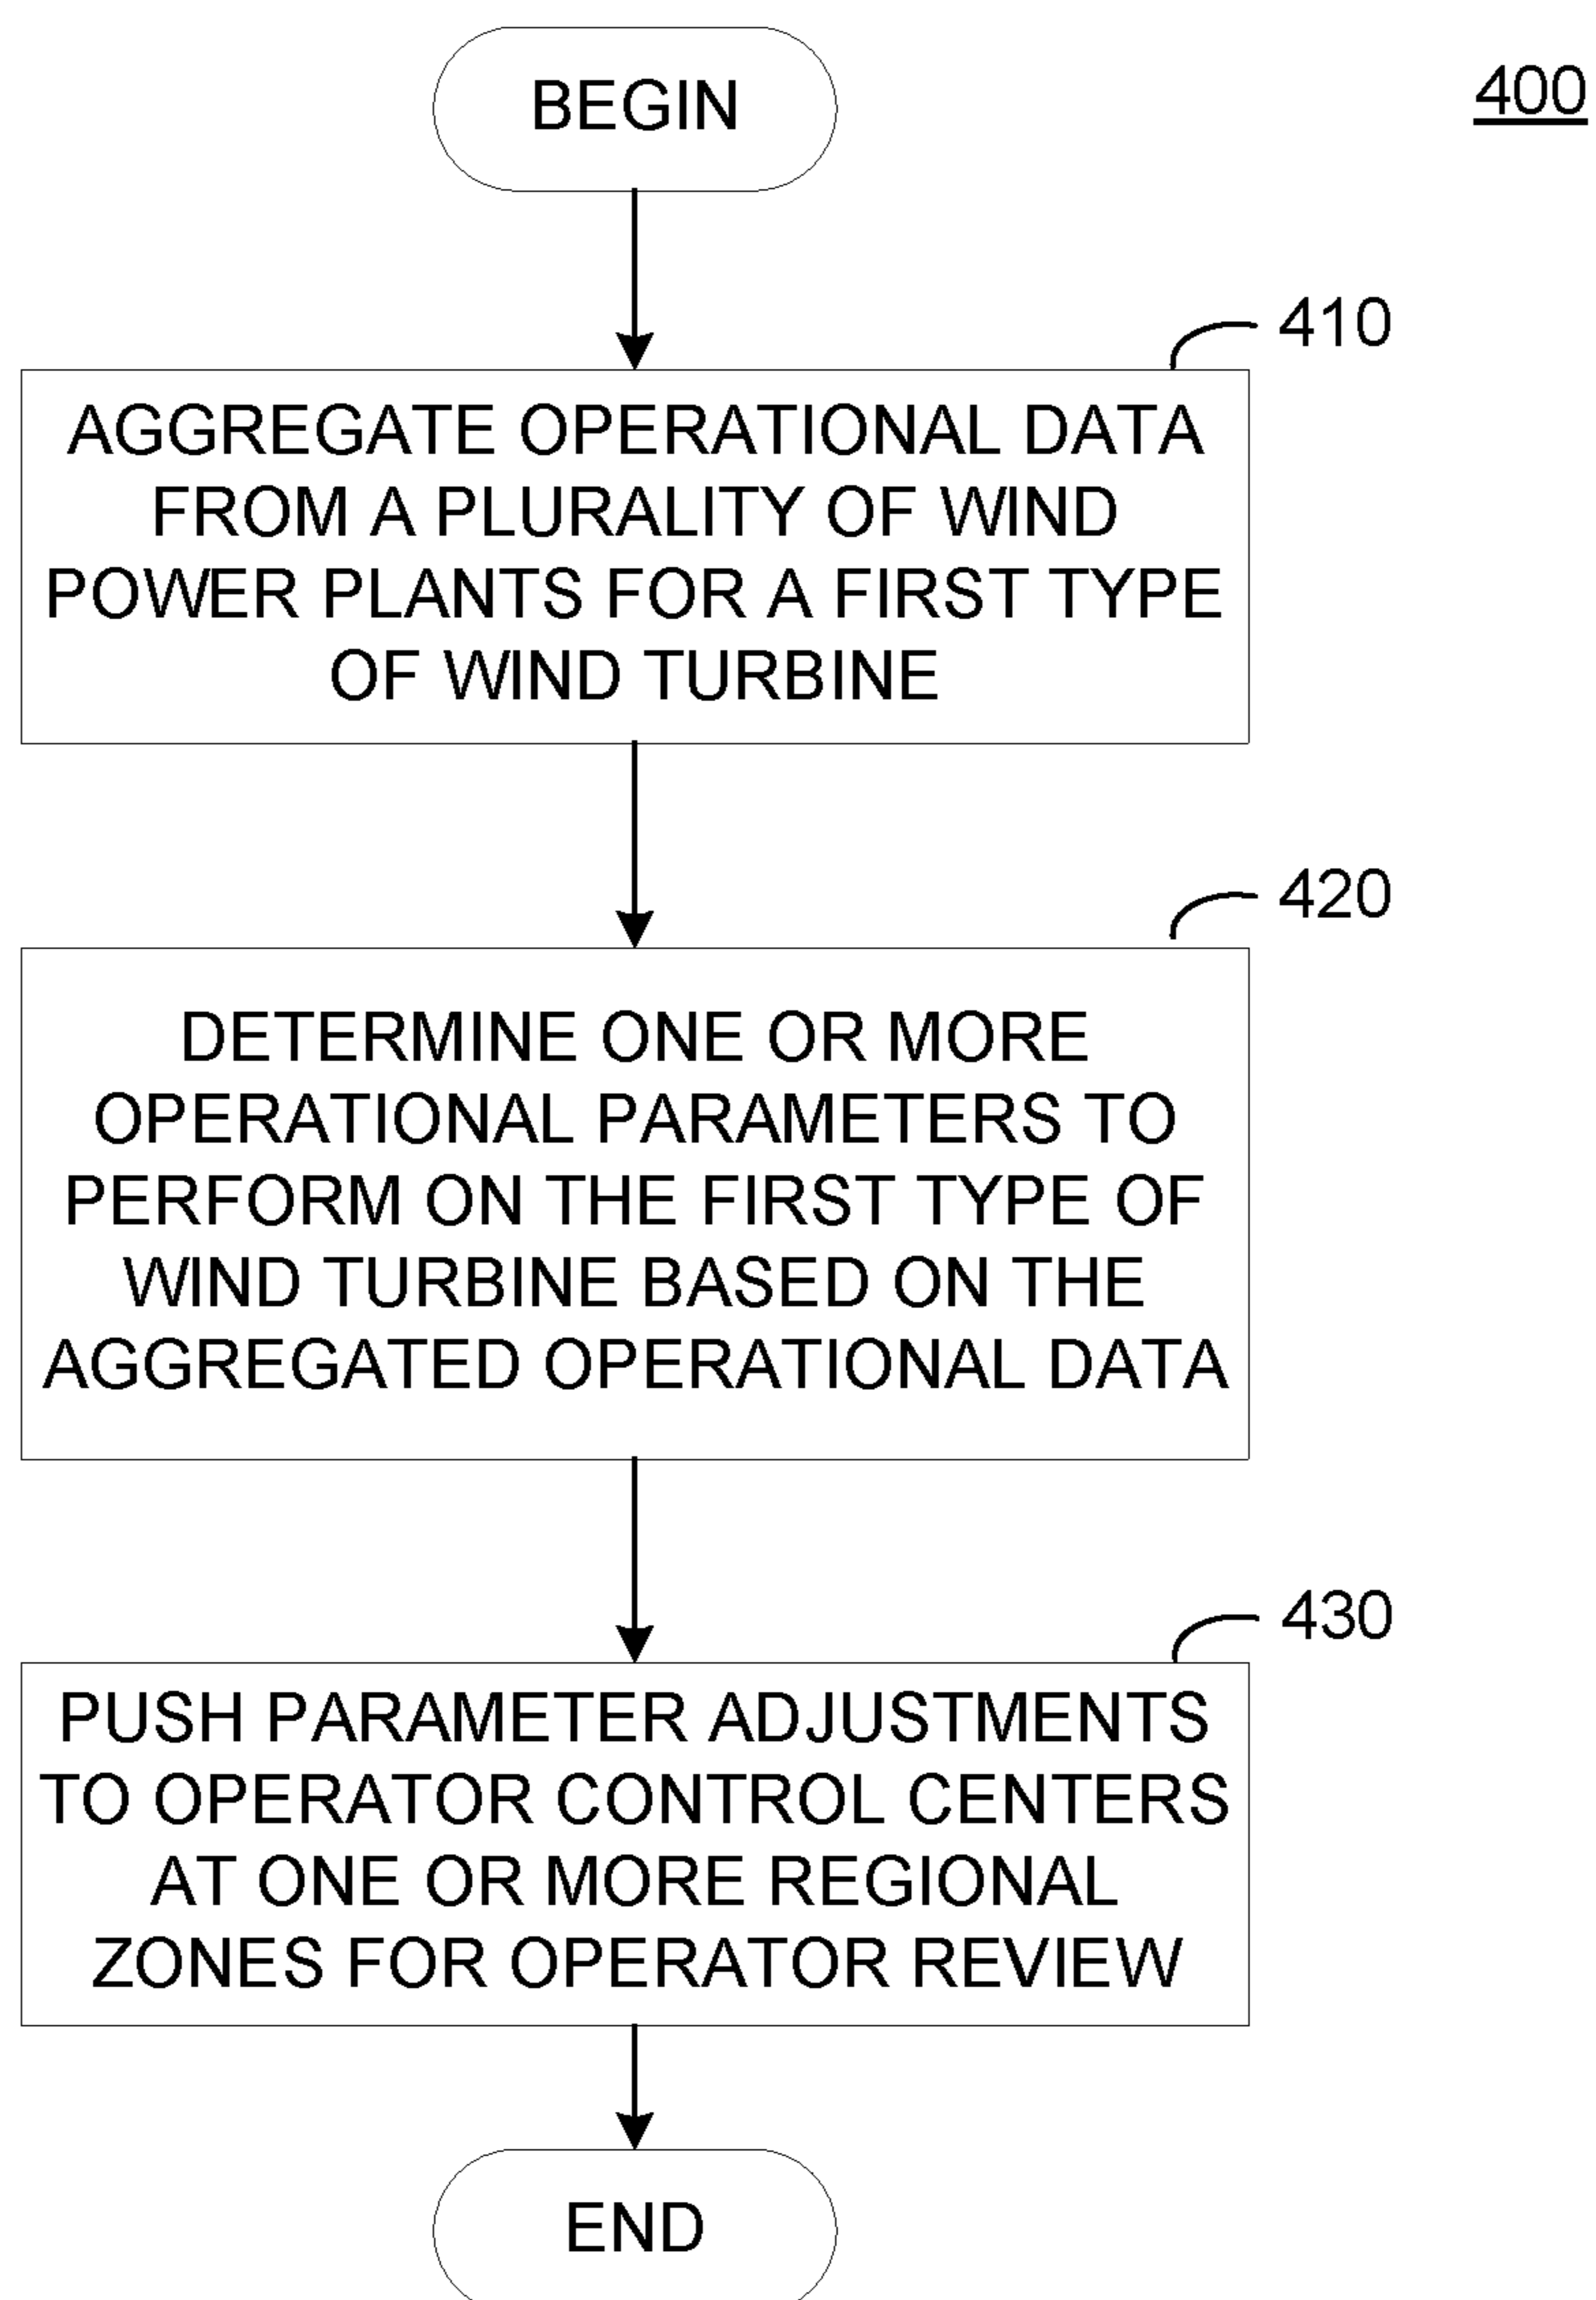 BEGIN
400
410
AGGREGATE OPERATIONAL DATA
FROM A PLURALITY OF WIND
POWER PLANTS FOR A FIRST TYPE
OF WIND TURBINE
420
DETERMINE ONE OR MORE
OPERATIONAL PARAMETERS TO
PERFORM ON THE FIRST TYPE OF
WIND TURBINE BASED ON THE
AGGREGATED OPERATIONAL DATA
430
PUSH PARAMETER ADJUSTMENTS
TO OPERATOR CONTROL CENTERS
AT ONE OR MORE REGIONAL
ZONES FOR OPERATOR REVIEW
END